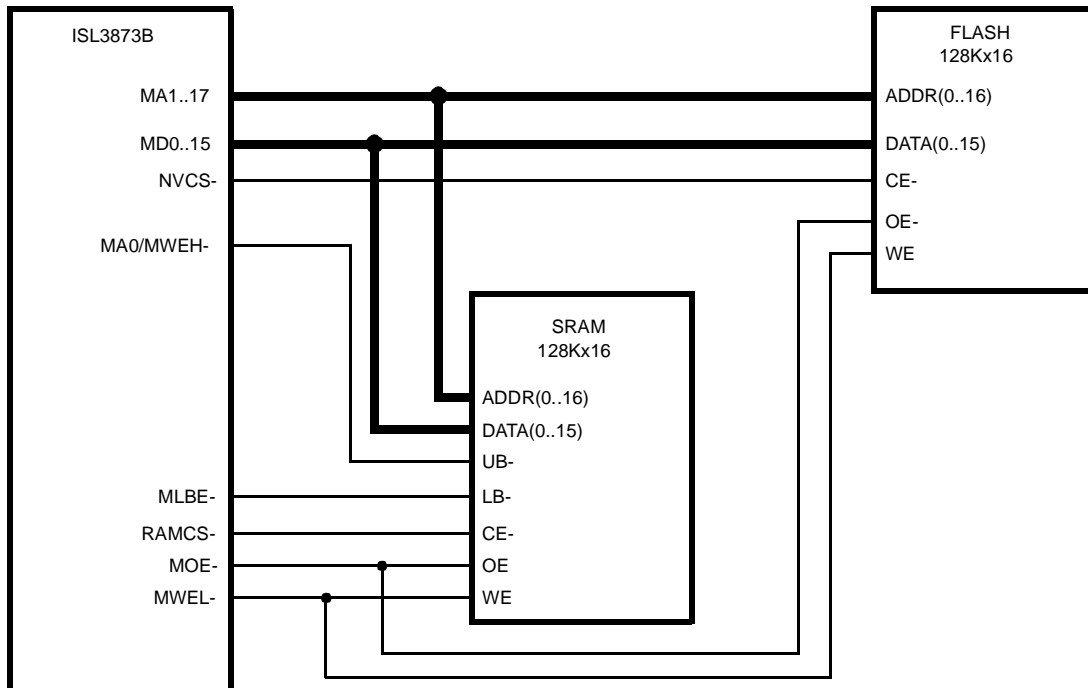 ISL3873B
MA1..17
MD0..15
NVCS-
MA0/MWEH-
MLBE-
RAMCS-
MOE-
MWEL-
SRAM
128Kx16
ADDR(0..16)
DATA(0..15)
UB-
LB-
CE-
OE
WE
FLASH
128Kx16
ADDR(0..16)
DATA(0..15)
CE-
OE-
WE